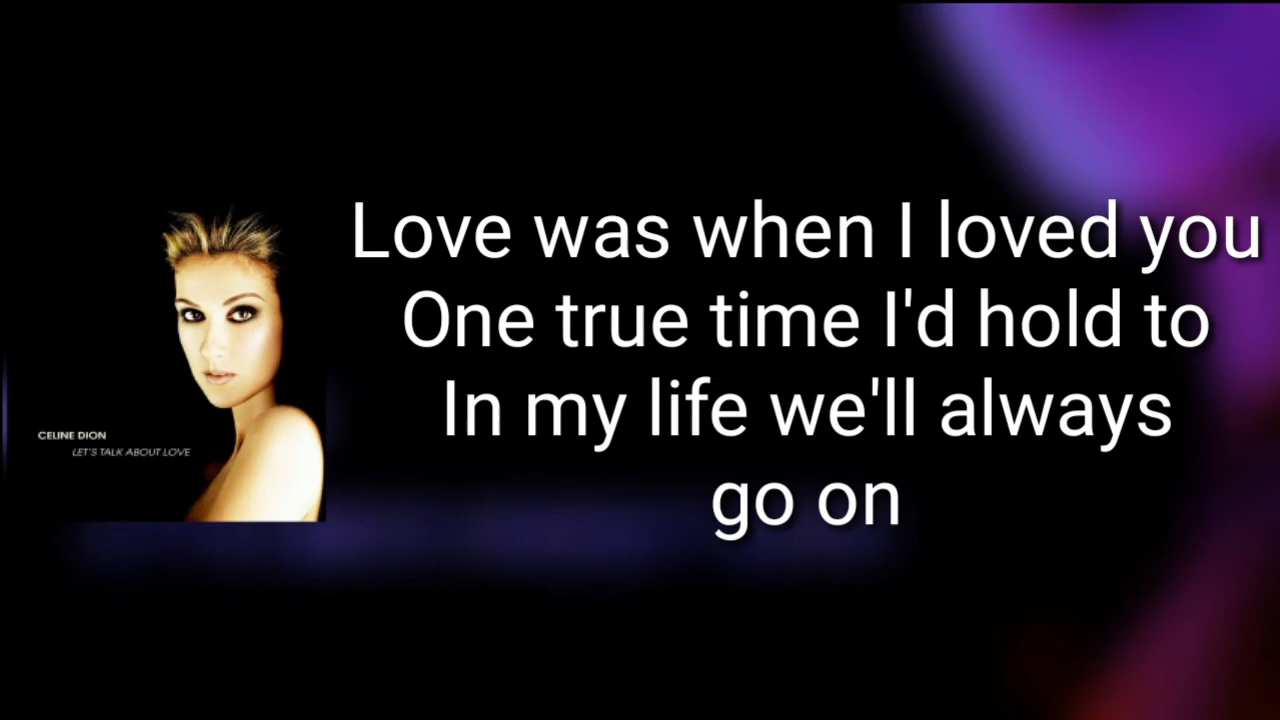 Love was when I loved you
One true time I'd hold to
In my life we'll always
go on
CELINE DION
LET'S TALK ABOUT LOVE